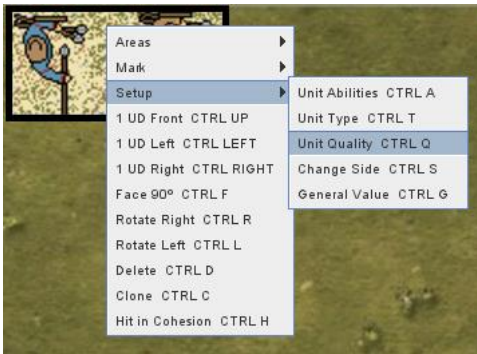 Areas
Mark
Setup
1 UD Front CTRL UP
1 UD Left CTRL LEFT
1 UD Right CTRL RIGHT
Face 90º CTRL F
Rotate Right CTRL R
Rotate Left CTRL L
Delete CTRL D
Clone CTRL C
Hit in Cohesion CTRL H
Unit Abilities CTRL A
Unit Type CTRL T
Unit Quality CTRL Q
Change Side CTRL S
General Value CTRL G